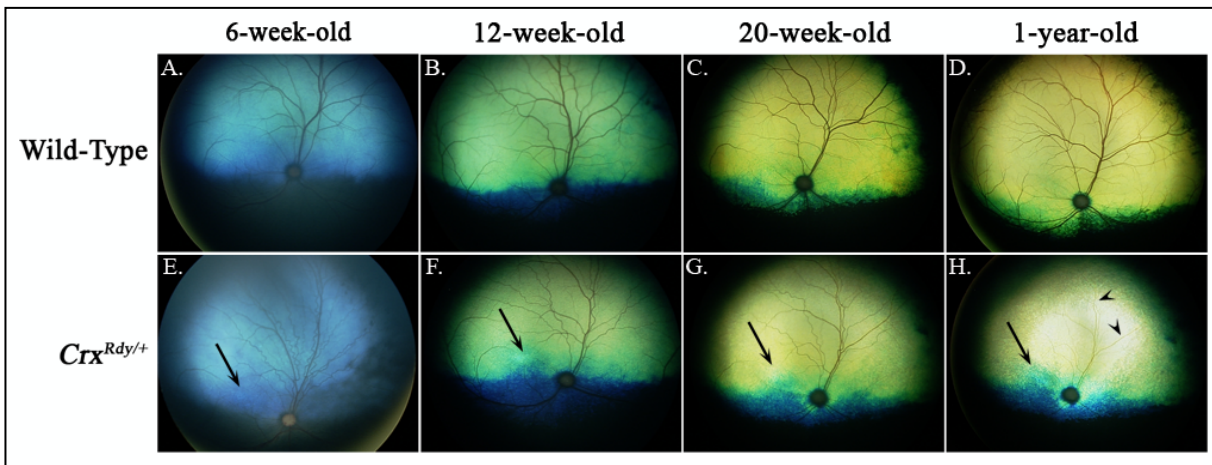 6-week-old 12-week-old 20-week-old 1-year-old
Wild-Type
A. B. C. D.
Crx^Rdy/+
E. F. G. H.